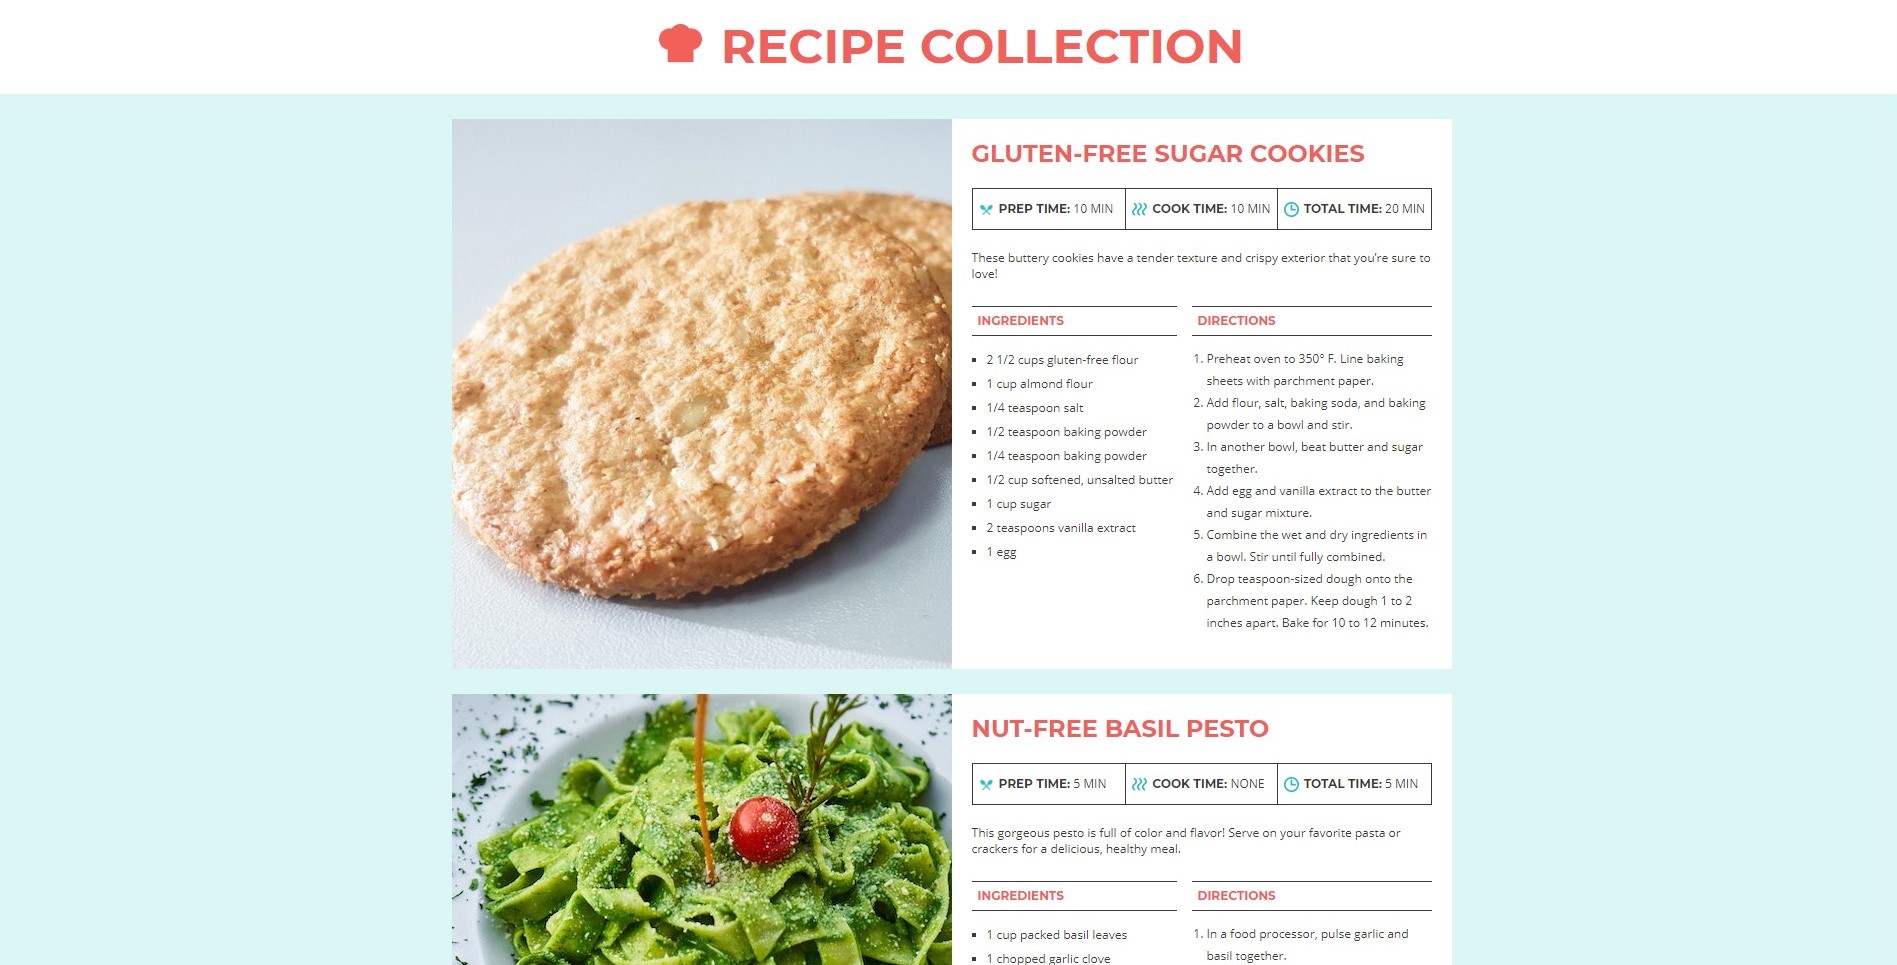 RECIPE COLLECTION
GLUTEN-FREE SUGAR COOKIES
PREP TIME: 10 MIN COOK TIME: 10 MIN TOTAL TIME: 20 MIN
These buttery cookies have a tender texture and crispy exterior that you’re sure to
love!
INGREDIENTS
2 1/2 cups gluten-free flour
1 cup almond flour
1/4 teaspoon salt
1/2 teaspoon baking powder
1/4 teaspoon baking powder
1/2 cup softened, unsalted butter
1 cup sugar
2 teaspoons vanilla extract
1 egg
DIRECTIONS
1. Preheat oven to 350° F. Line baking
sheets with parchment paper.
2. Add flour, salt, baking soda, and baking
powder to a bowl and stir.
3. In another bowl, beat butter and sugar
together.
4. Add egg and vanilla extract to the butter
and sugar mixture.
5. Combine the wet and dry ingredients in
a bowl. Stir until fully combined.
6. Drop teaspoon-sized dough onto the
parchment paper. Keep dough 1 to 2
inches apart. Bake for 10 to 12 minutes.
NUT-FREE BASIL PESTO
PREP TIME: 5 MIN COOK TIME: NONE TOTAL TIME: 5 MIN
This gorgeous pesto is full of color and flavor! Serve on your favorite pasta or
crackers for a delicious, healthy meal.
INGREDIENTS
1 cup packed basil leaves
1 chopped garlic clove
DIRECTIONS
1. In a food processor, pulse garlic and
basil together.